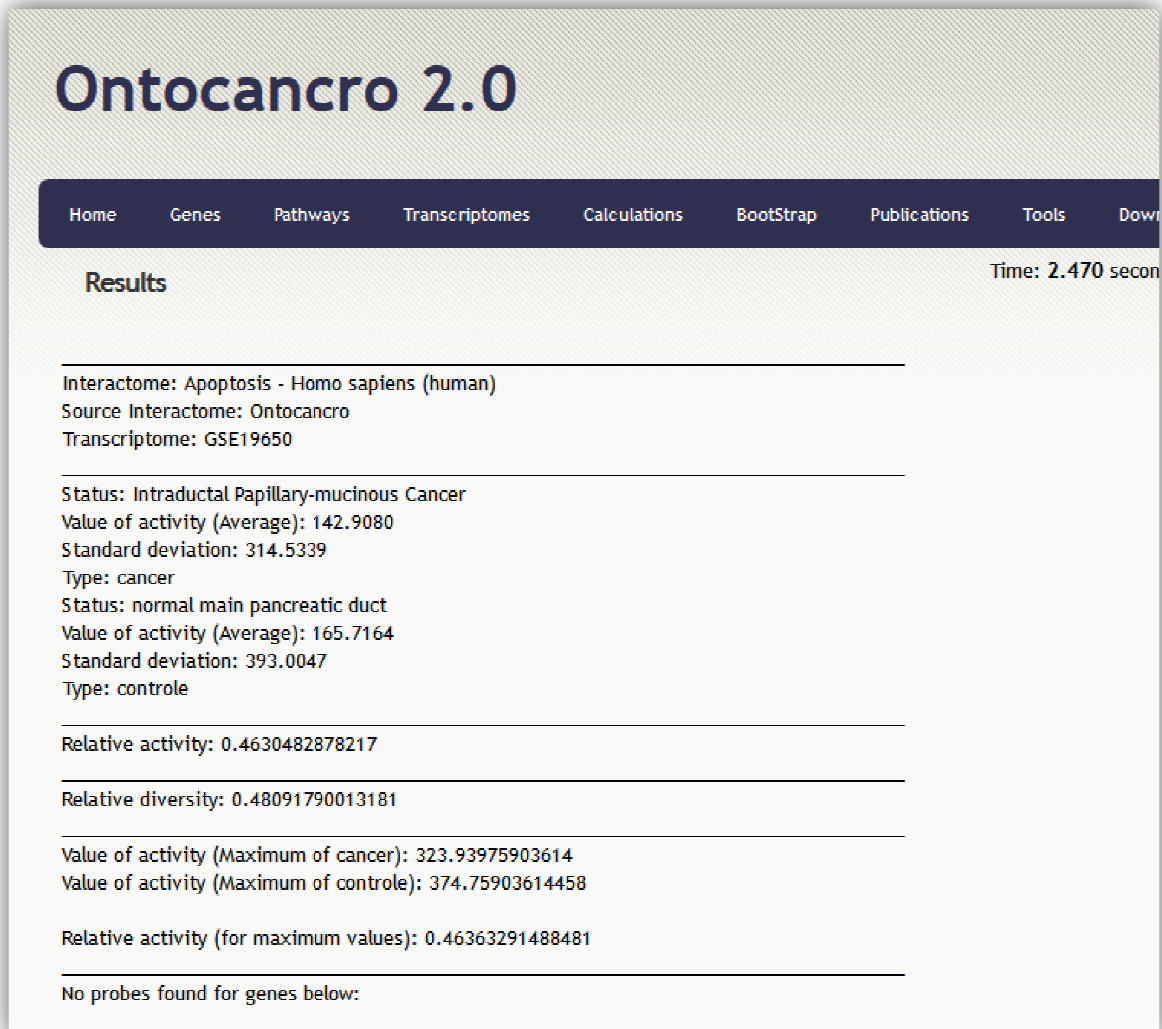 Ontocancro 2.0
Home Genes Pathways Transcriptomes Calculations BootStrap Publications Tools
Time: 2.470
Results
Interactome: Apoptosis - Homo sapiens (human)
Source Interactome: Ontocancro
Transcriptome: GSE19650
Status: Intraductal Papillary-mucinous Cancer
Value of activity (Average): 142.9080
Standard deviation: 314.5339
Type: cancer
Status: normal main pancreatic duct
Value of activity (Average): 165.7164
Standard deviation: 393.0047
Type: controle
Relative activity: 0.4630482878217
Relative diversity: 0.48091790013181
Value of activity (Maximum of cancer): 323.93975903614
Value of activity (Maximum of controle): 374.75903614458
Relative activity (for maximum values): 0.46363291488481
No probes found for genes below: